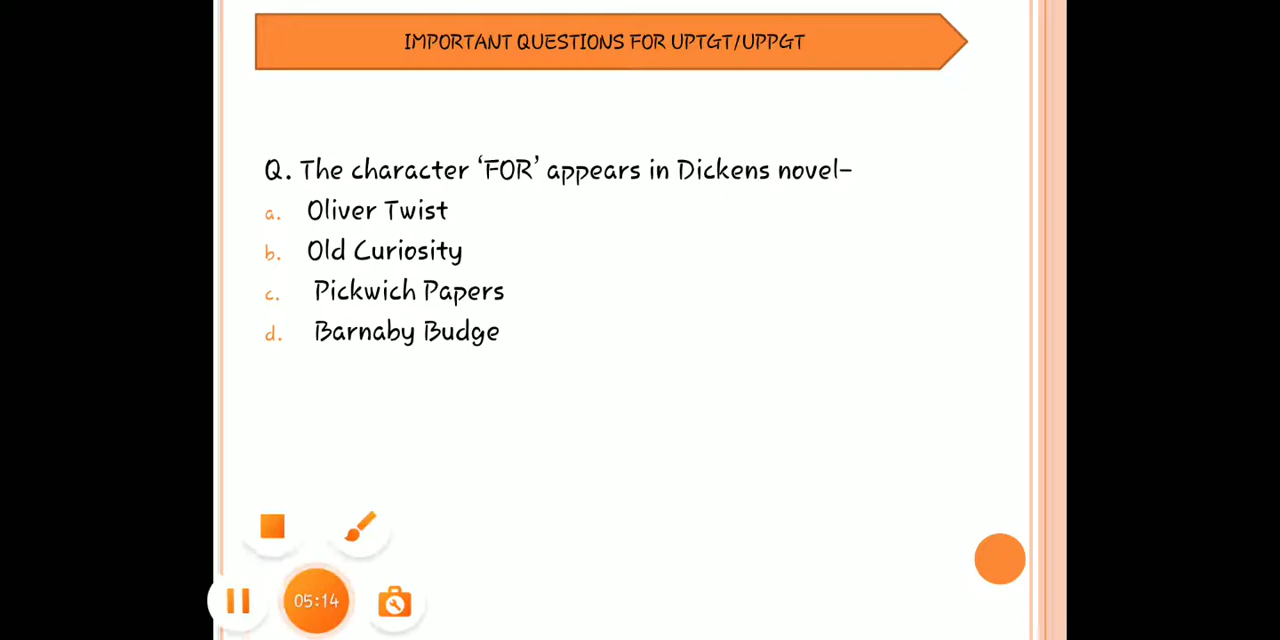 IMPORTANT QUESTIONS FOR UPTGT/UPPGT
Q. The character ‘FOR’ appears in Dickens novel-
a. Oliver Twist
b. Old Curiosity
c. Pickwich Papers
d. Barnaby Budge
05:14